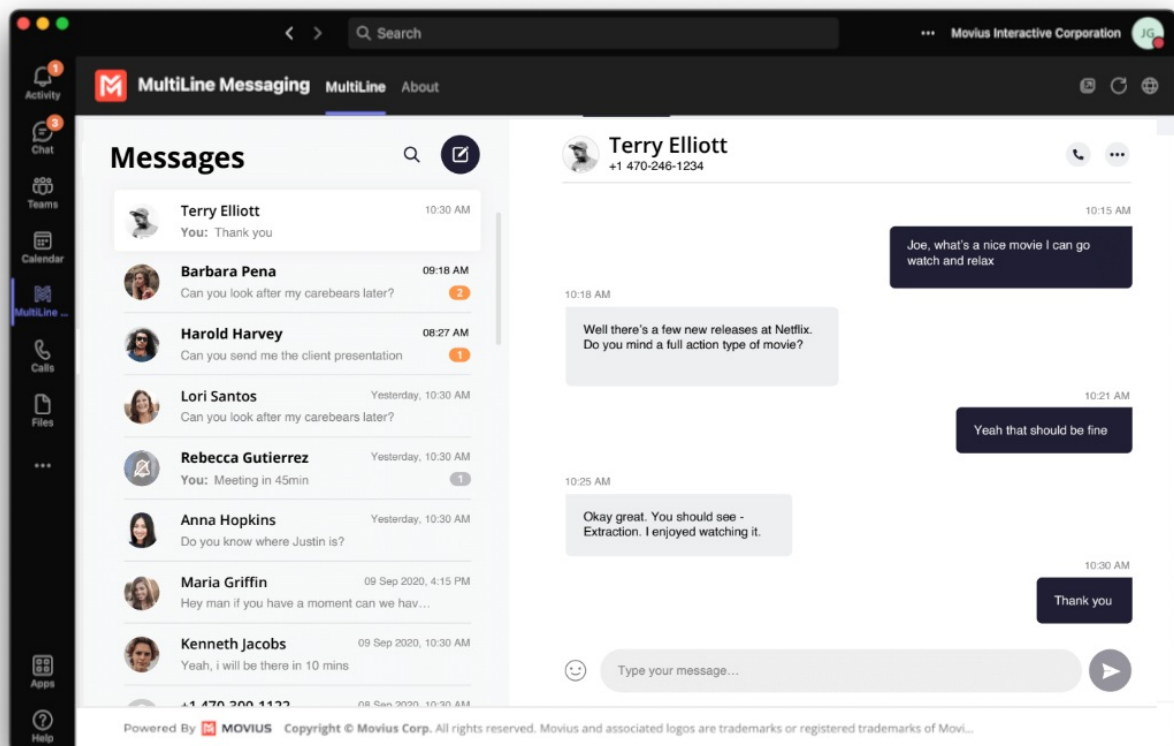 Search
Movius Interactive Corporation
JG
1
Activity
3
Chat
Teams
Calendar
MultiLine ...
Calls
Files
Apps
Help
MultiLine Messaging
MultiLine
About
Messages
Terry Elliott
10:30 AM
You: Thank you
Barbara Pena
09:18 AM
Can you look after my carebears later?
2
Harold Harvey
08:27 AM
Can you send me the client presentation
1
Lori Santos
Yesterday, 10:30 AM
Can you look after my carebears later?
Rebecca Gutierrez
Yesterday, 10:30 AM
You: Meeting in 45min
1
Anna Hopkins
Yesterday, 10:30 AM
Do you know where Justin is?
Maria Griffin
09 Sep 2020, 4:15 PM
Hey man if you have a moment can we hav...
Kenneth Jacobs
09 Sep 2020, 10:30 AM
Yeah, i will be there in 10 mins
+1 470-300-1122
08 Sep 2020, 10:30 AM
Terry Elliott
+1 470-246-1234
10:15 AM
Joe, what's a nice movie I can go
watch and relax
10:18 AM
Well there's a few new releases at Netflix.
Do you mind a full action type of movie?
10:21 AM
Yeah that should be fine
10:25 AM
Okay great. You should see -
Extraction. I enjoyed watching it.
10:30 AM
Thank you
Type your message...
Powered By MOVIUS Copyright © Movius Corp. All rights reserved. Movius and associated logos are trademarks or registered trademarks of Movi...